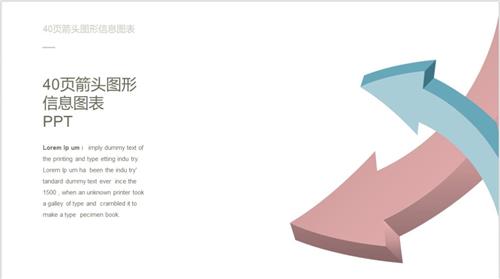 40页箭头图形信息图表
40页箭头图形
信息图表
PPT
Lorem Ip um： imply dummy text of
the printing and type etting indu try.
Lorem Ip um ha been the indu try'
tandard dummy text ever ince the
1500 , when an unknown printer took
a galley of type and crambled it to
make a type pecimen book.